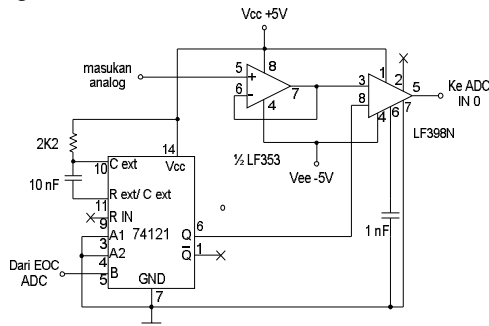 Vcc +5V
masukan
analog
5
+
8
6
-
7
4
½ LF353
1
2
3
8
5
4
6
7
Ke ADC
IN 0
LF398N
Vee -5V
1 nF
2K2
10 nF
14
Vcc
10
C ext
11
R ext/ C ext
R IN
9
A1
3
A2
4
B
5
74121
Q
6
Q
1
GND
7
Dari EOC
ADC